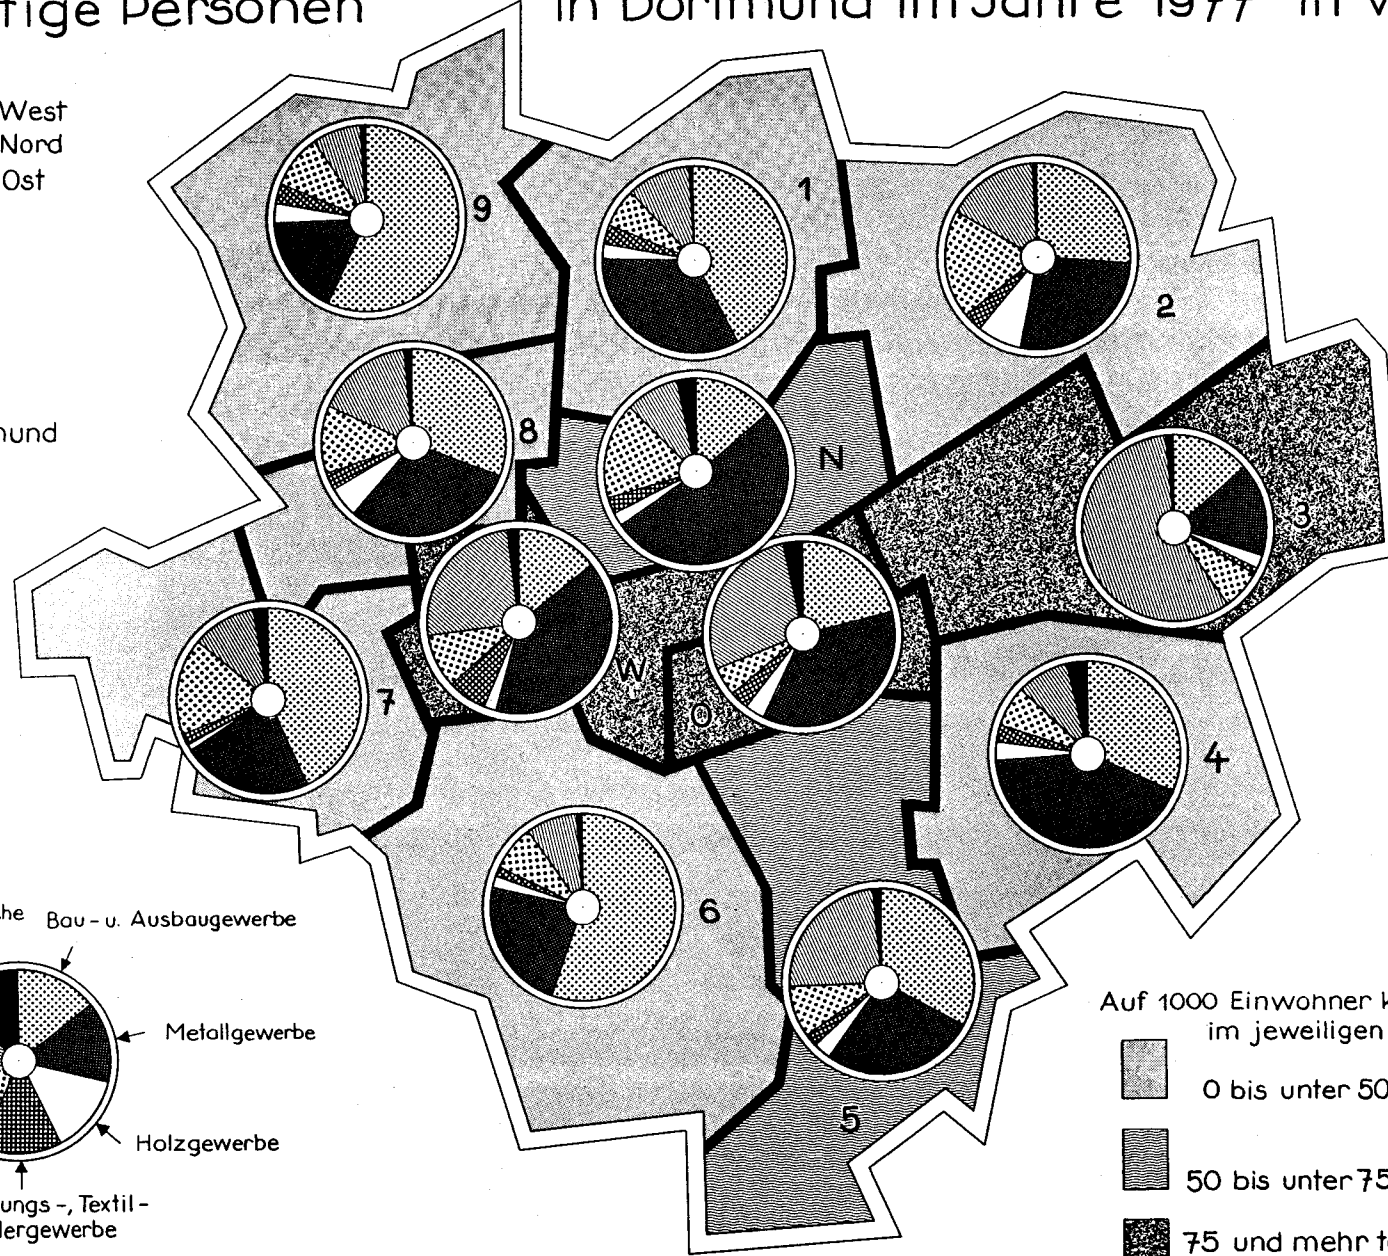 tige Personen in Dortmund im Jahre 1977 in V
West
Nord
Ost
9
1
2
8
N
3
7
W
O
4
6
5
mund
he
Bau- u. Ausbaugewerbe
Metallgewerbe
Holzgewerbe
ungs-, Textil-
dergewerbe
Auf 1000 Einwohner k
im jeweiligen
0 bis unter 50
50 bis unter 75
75 und mehr t